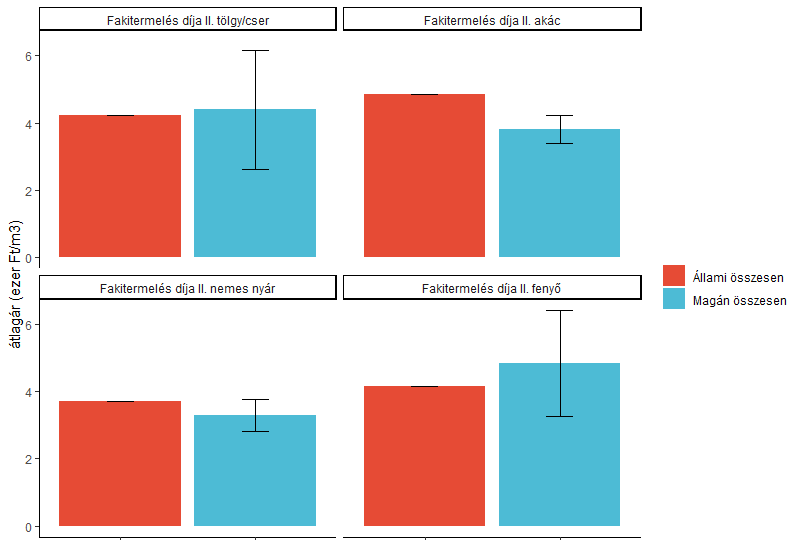 Fakitermelés díja II. tölgy/cser
Fakitermelés díja II. akác
6
4
2
0
átlagár (ezer Ft/m3)
Fakitermelés díja II. nemes nyár
Fakitermelés díja II. fenyő
6
4
2
0
Állami összesen
Magán összesen